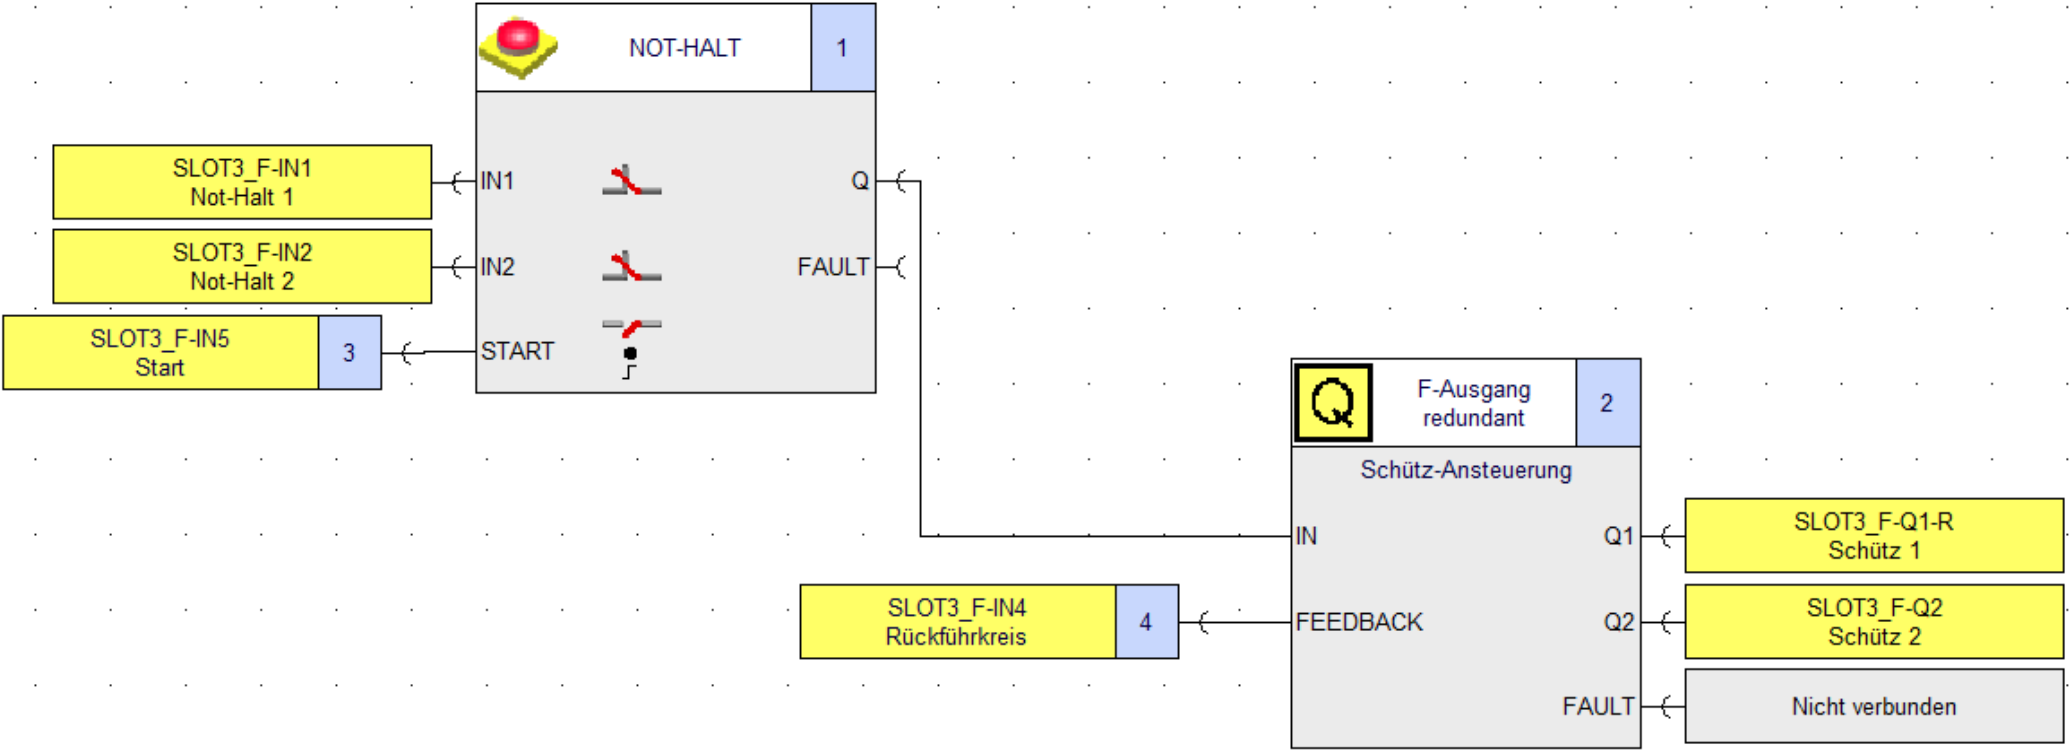 NOT-HALT
1
SLOT3_F-IN1
Not-Halt 1
IN1
Q
SLOT3_F-IN2
Not-Halt 2
IN2
FAULT
SLOT3_F-IN5
Start
3
START
Q
F-Ausgang
redundant
2
Schütz-Ansteuerung
IN
Q1
SLOT3_F-Q1-R
Schütz 1
SLOT3_F-IN4
Rückführkreis
4
FEEDBACK
Q2
SLOT3_F-Q2
Schütz 2
FAULT
Nicht verbunden